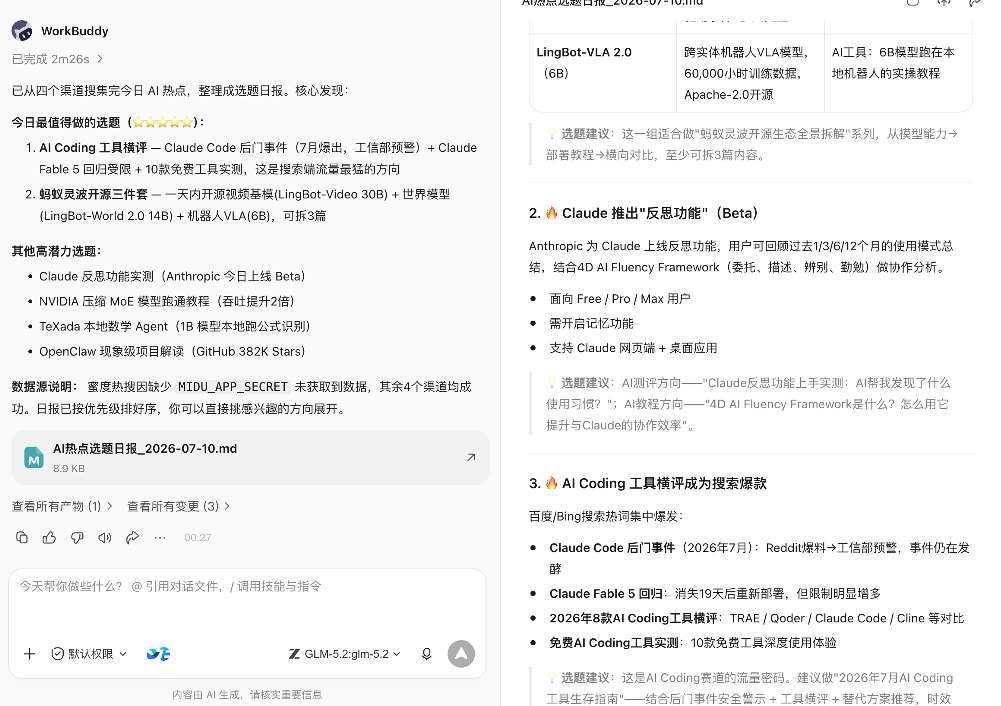 WorkBuddy
已完成 2m26s >
已从四个渠道搜集完今日 AI 热点，整理成选题日报。核心发现：
今日最值得做的选题（⭐⭐⭐⭐⭐）：
1. AI Coding 工具横评 — Claude Code 后门事件（7月爆出，工信部预警）+ Claude
Fable 5 回归受限 + 10款免费工具实测，这是搜索端流量最猛的方向
2. 蚂蚁灵波开源三件套 — 一天内开源视频基模(LingBot-Video 30B) + 世界模型
(LingBot-World 2.0 14B) + 机器人VLA(6B)，可拆3篇
其他高潜力选题：
• Claude 反思功能实测（Anthropic 今日上线 Beta）
• NVIDIA 压缩 MoE 模型跑通教程（吞吐提升2倍）
• TeXada 本地数学 Agent（1B 模型本地跑公式识别）
• OpenClaw 现象级项目解读（GitHub 382K Stars）
数据源说明： 蜜度热搜因缺少 MIDU_APP_SECRET 未获取到数据，其余4个渠道均成
功。日报已按优先级排好序，你可以直接挑感兴趣的方向展开。
M
AI热点选题日报_2026-07-10.md
8.9 KB
查看所有产物 (1) > 查看所有变更 (3) >
00:27
今天帮你做些什么？ @ 引用对话文件，/ 调用技能与指令
默认权限
GLM-5.2:glm-5.2
内容由 AI 生成，请核实重要信息
AI热点选题日报_2026-07-10.md
LingBot-VLA 2.0
（6B）
跨实体机器人VLA模型，
60,000小时训练数据，
Apache-2.0开源
AI工具：6B模型跑在本
地机器人的实操教程
💡 选题建议：这一组适合做"蚂蚁灵波开源生态全景拆解"系列，从模型能力→
部署教程→横向对比，至少可拆3篇内容。
2. 🔥 Claude 推出"反思功能"（Beta）
Anthropic 为 Claude 上线反思功能，用户可回顾过去1/3/6/12个月的使用模式总
结，结合4D AI Fluency Framework（委托、描述、辨别、勤勉）做协作分析。
• 面向 Free / Pro / Max 用户
• 需开启记忆功能
• 支持 Claude 网页端 + 桌面应用
💡 选题建议：AI测评方向——"Claude反思功能上手实测：AI帮我发现了什么
使用习惯？"；AI教程方向——"4D AI Fluency Framework是什么？怎么用它
提升与Claude的协作效率"。
3. 🔥 AI Coding 工具横评成为搜索爆款
百度/Bing搜索热词集中爆发：
• Claude Code 后门事件（2026年7月）：Reddit爆料→工信部预警，事件仍在发
酵
• Claude Fable 5 回归：消失19天后重新部署，但限制明显增多
• 2026年8款AI Coding工具横评：TRAE / Qoder / Claude Code / Cline 等对比
• 免费AI Coding工具实测：10款免费工具深度使用体验
💡 选题建议：这是AI Coding赛道的流量密码。建议做"2026年7月AI Coding
工具生存指南"——结合后门事件安全警示 + 工具横评 + 替代方案推荐，时效